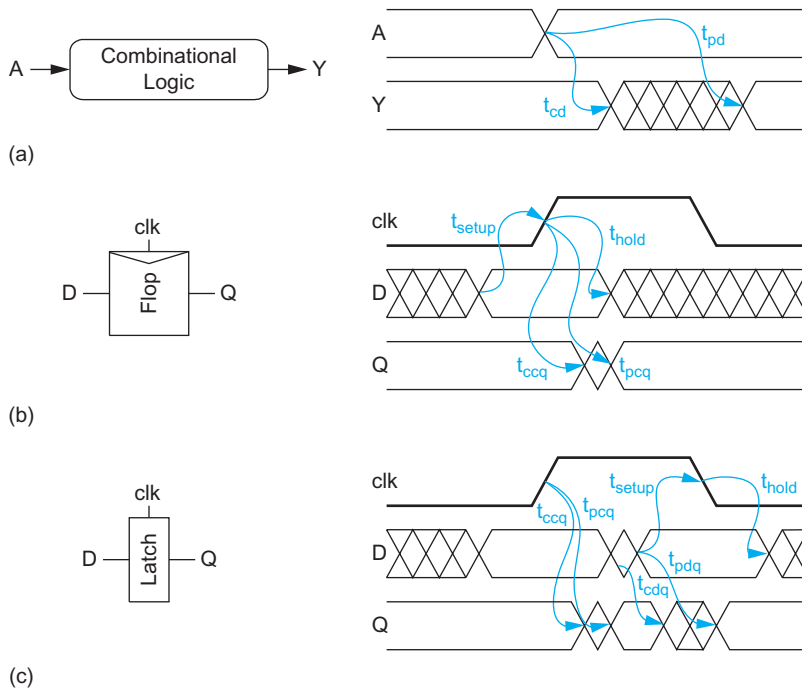 A
Combinational
Logic
Y
A
t_pd
t_cd
Y
(a)
clk
D
Flop
Q
clk
t_setup
t_hold
D
Q
t_ccq
t_pcq
(b)
clk
D
Latch
Q
clk
t_ccq
t_pcq
t_setup
t_hold
D
t_pdq
t_cdq
Q
(c)